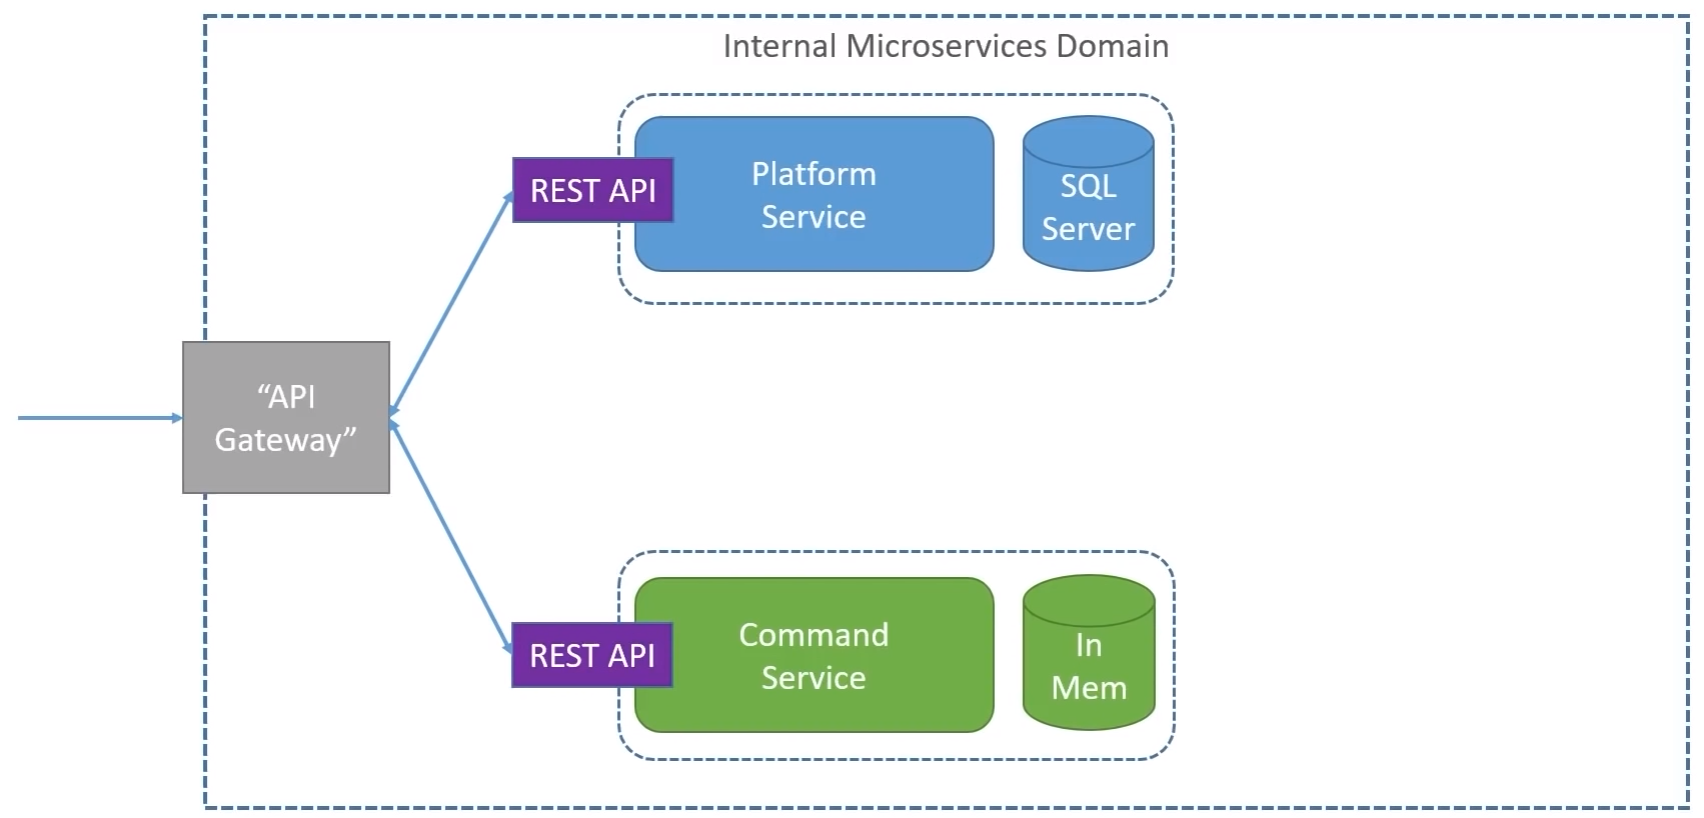 Internal Microservices Domain
REST API
Platform
Service
SQL
Server
“API
Gateway”
REST API
Command
Service
In
Mem